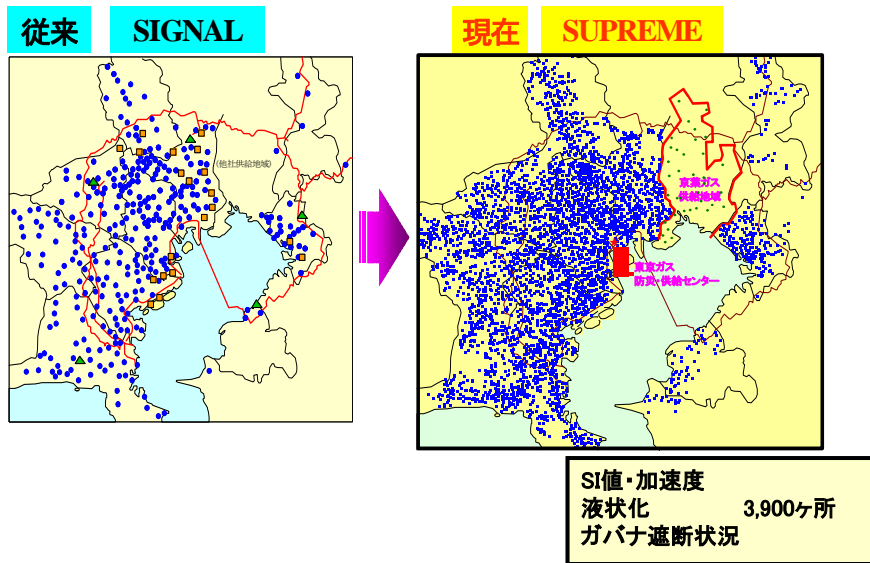 従来 SIGNAL
現在 SUPREME
(他社供給地域)
京葉ガス
供給地域
東京ガス
防災・供給センター
SI値・加速度
液状化 3,900ヶ所
ガバナ遮断状況